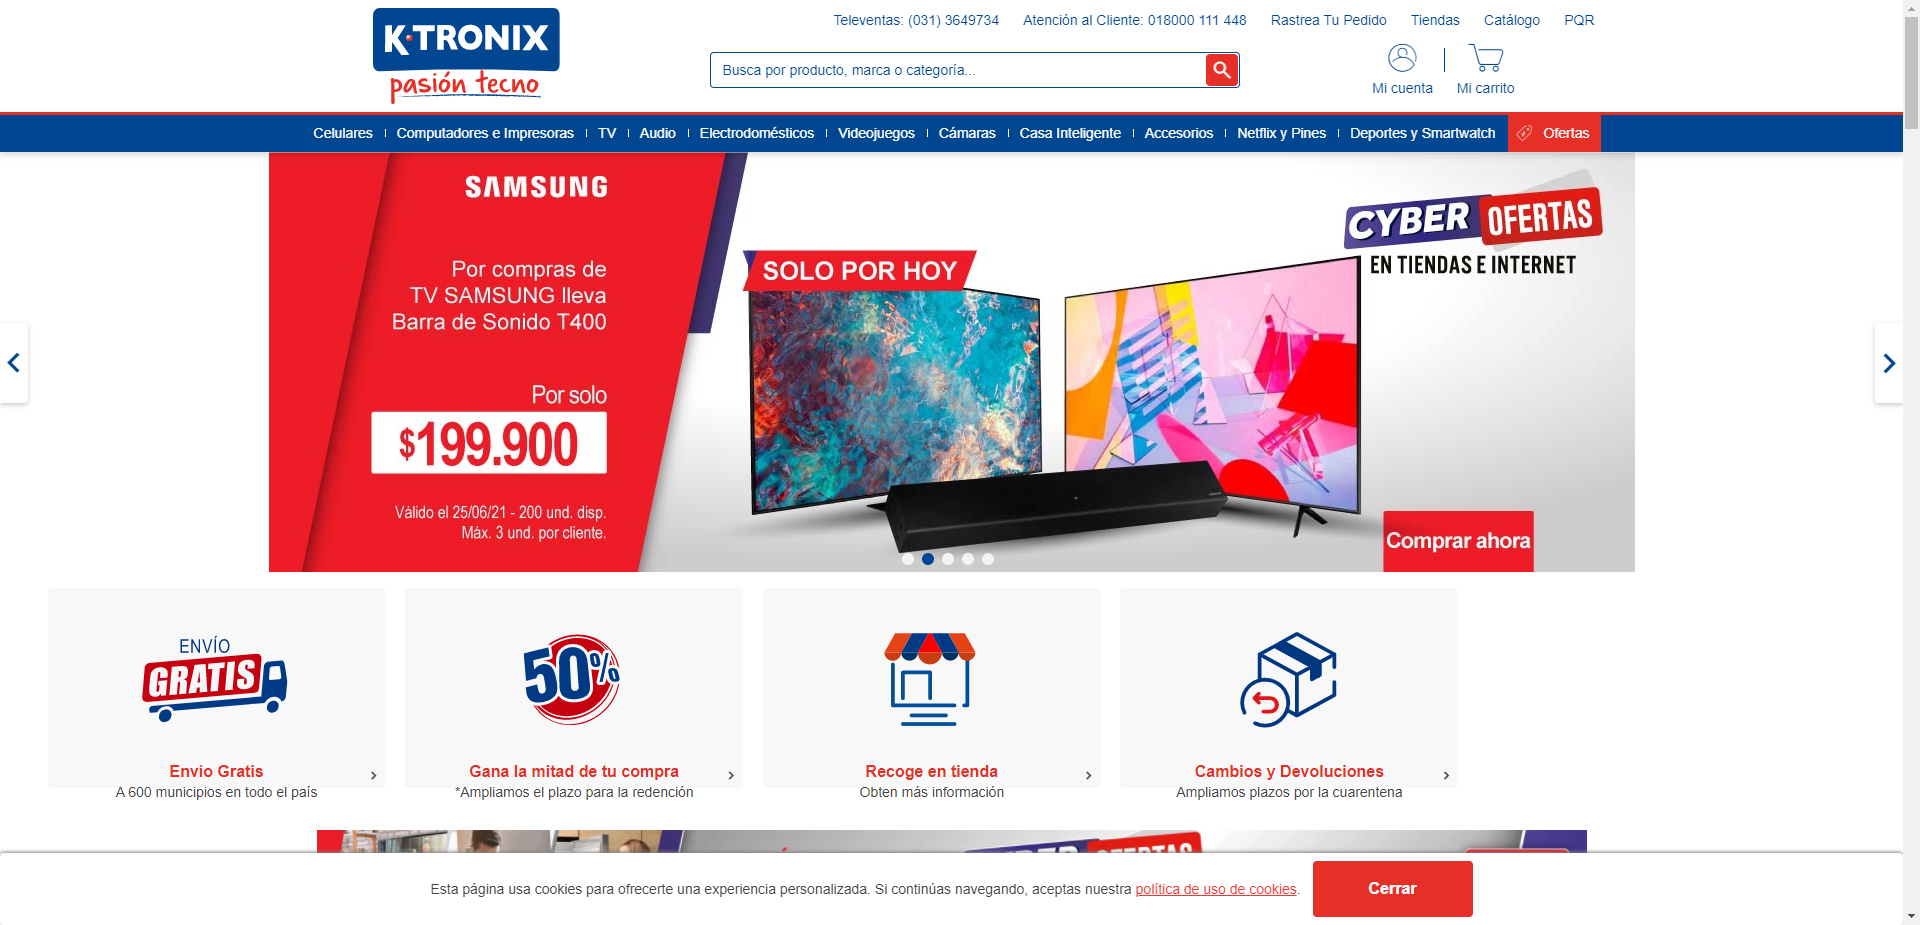 K·TRONIX
pasión tecno
Televentas: (031) 3649734
Atención al Cliente: 018000 111 448
Rastrea Tu Pedido
Tiendas
Catálogo
PQR
Busca por producto, marca o categoría...
Mi cuenta
Mi carrito
Celulares
Computadores e Impresoras
TV
Audio
Electrodomésticos
Videojuegos
Cámaras
Casa Inteligente
Accesorios
Netflix y Pines
Deportes y Smartwatch
Ofertas
SAMSUNG
Por compras de
TV SAMSUNG lleva
Barra de Sonido T400
Por solo
$199.900
Válido el 25/06/21 - 200 und. disp.
Máx. 3 und. por cliente.
SOLO POR HOY
CYBER OFERTAS
EN TIENDAS E INTERNET
Comprar ahora
ENVÍO
GRATIS
Envío Gratis
A 600 municipios en todo el país
50%
Gana la mitad de tu compra
*Ampliamos el plazo para la redención
Recoge en tienda
Obten más información
Cambios y Devoluciones
Ampliamos plazos por la cuarentena
CYBER OFERTAS
Esta página usa cookies para ofrecerte una experiencia personalizada. Si continúas navegando, aceptas nuestra política de uso de cookies.
Cerrar